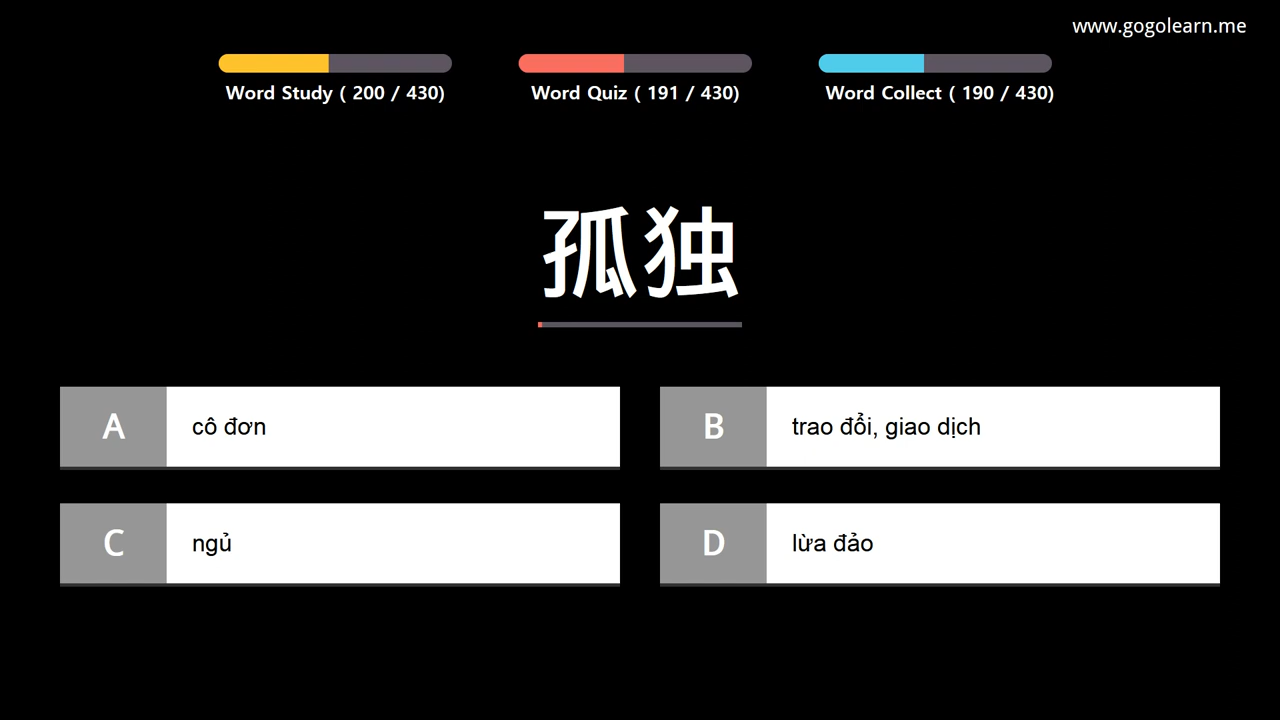 www.gogolearn.me
Word Study ( 200 / 430)
Word Quiz ( 191 / 430)
Word Collect ( 190 / 430)
孤独
A
cô đơn
B
trao đổi, giao dịch
C
ngủ
D
lừa đảo